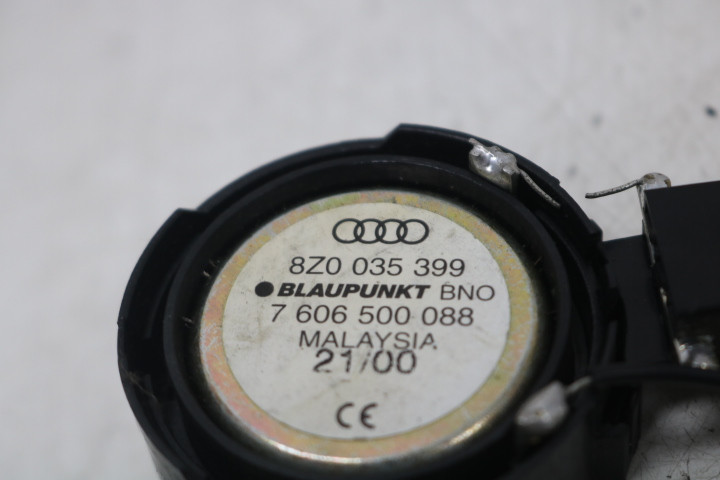 8Z0 035 399
BLAUPUNKT BNO
7 606 500 088
MALAYSIA
21/00
CE